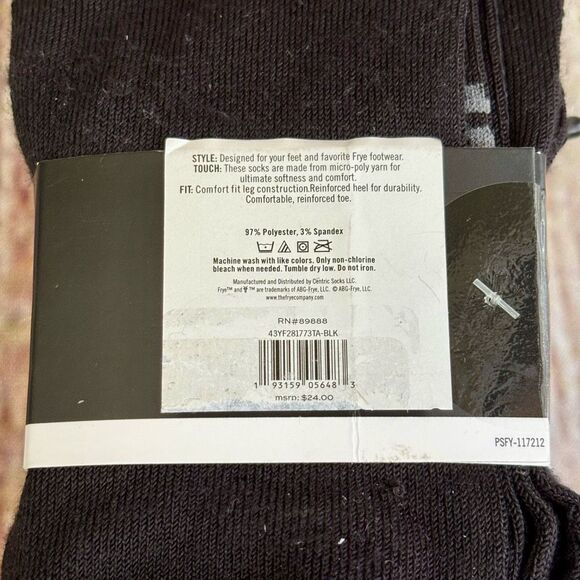 STYLE: Designed for your feet and favorite Frye footwear.
TOUCH: These socks are made from micro-poly yarn for
ultimate softness and comfort.
FIT: Comfort fit leg construction.Reinforced heel for durability.
Comfortable, reinforced toe.
97% Polyester, 3% Spandex
Machine wash with like colors. Only non-chlorine
bleach when needed. Tumble dry low. Do not iron.
Manufactured and Distributed by Centric Socks LLC.
Frye™ and ™ are trademarks of ABG-Frye, LLC. © ABG-Frye, LLC.
www.thefryecompany.com
RN#89888
43YF281773TA-BLK
1 93159 05648 3
msrp: $24.00
PSFY-117212